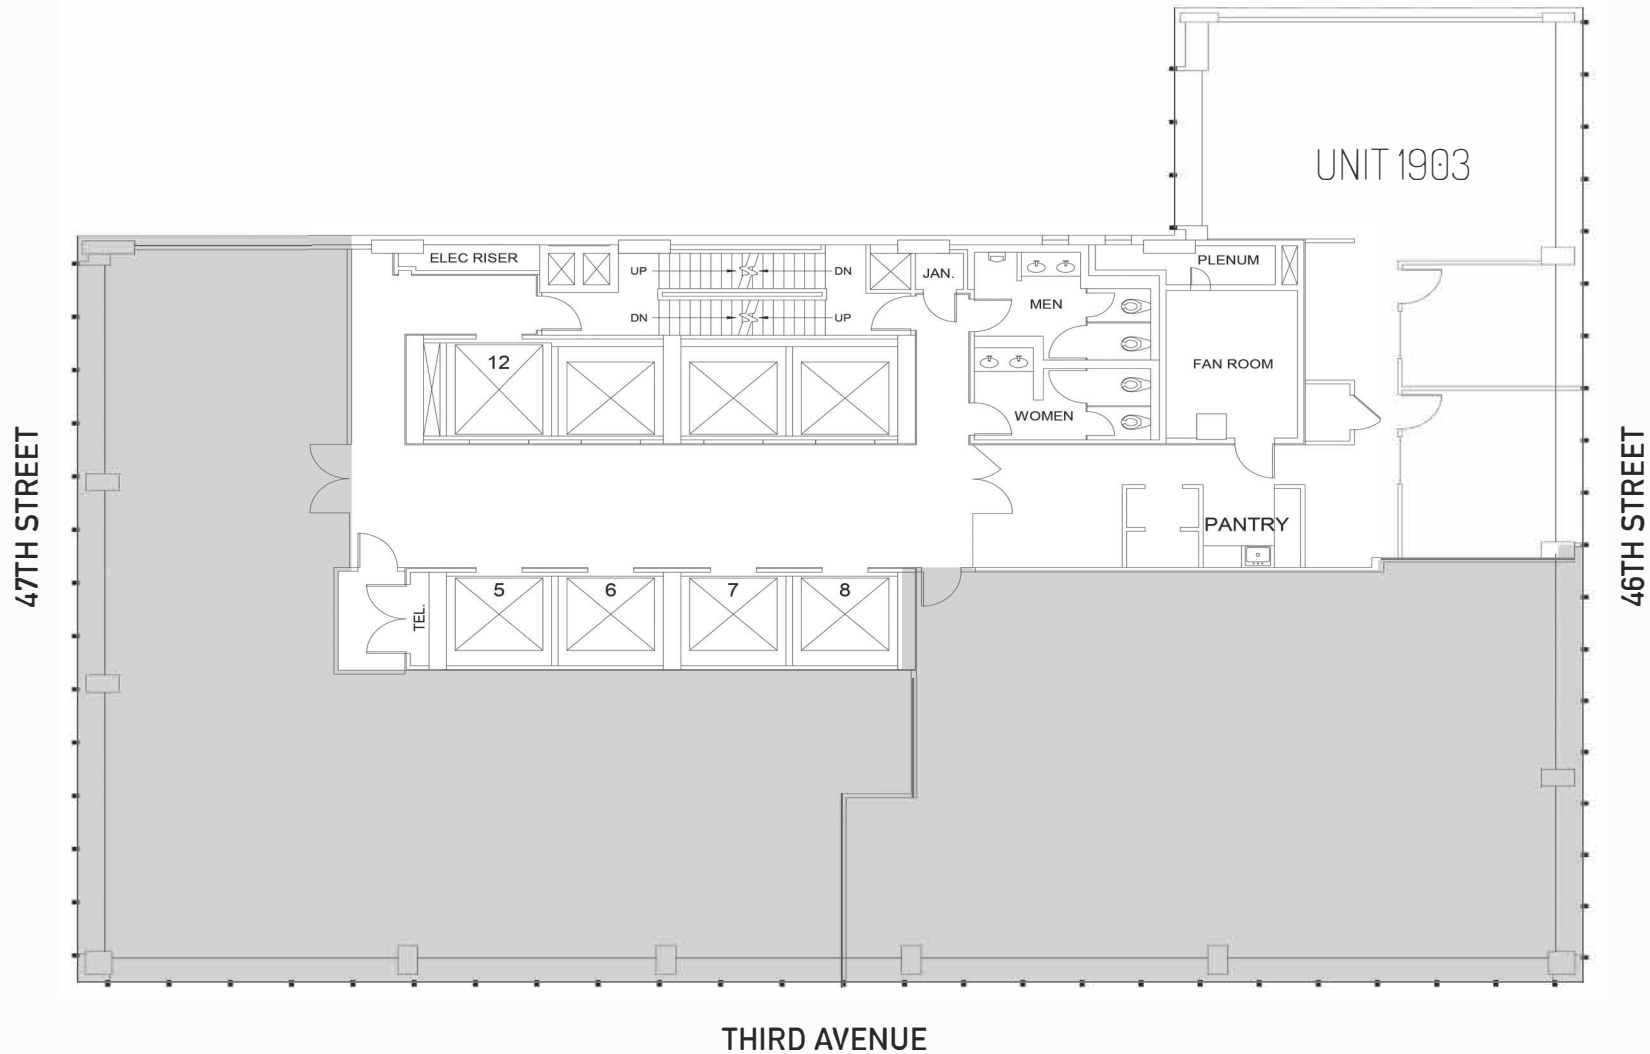 UNIT 1903
ELEC RISER
UP
DN
JAN.
PLENUM
MEN
DN
UP
12
FAN ROOM
WOMEN
47TH STREET
46TH STREET
PANTRY
5
6
7
8
TEL.
THIRD AVENUE